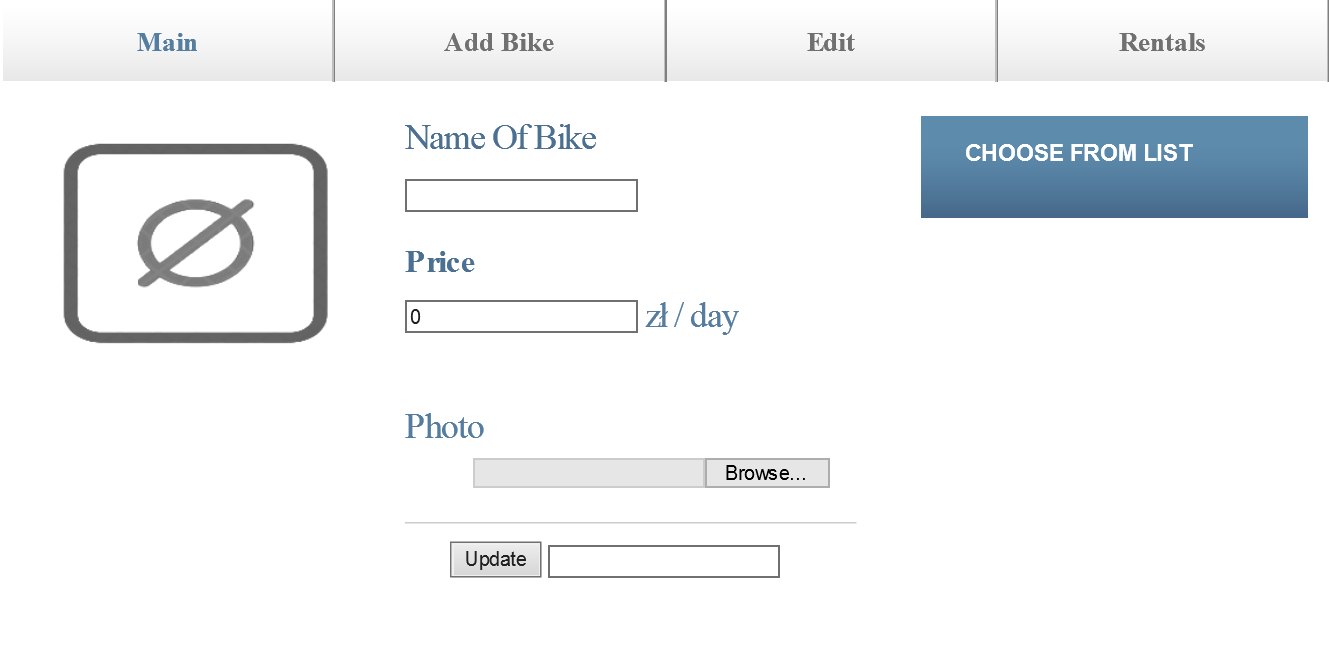 Main
Add Bike
Edit
Rentals
Name Of Bike
CHOOSE FROM LIST
Price
0
zł / day
Photo
Browse...
Update